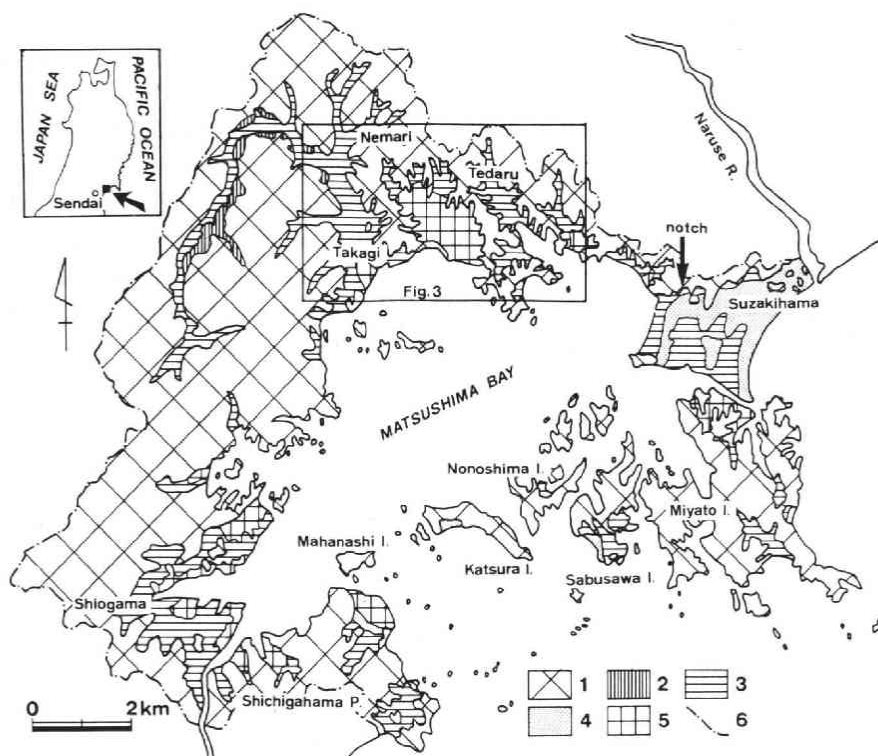 JAPAN SEA
PACIFIC OCEAN
Sendai
Nemari
Tedaru
Takagi
Fig.3
Naruse R.
notch
Suzakihama
MATSUSHIMA BAY
Nonoshima I.
Miyato I.
Mahanashi I.
Katsura I.
Sabusawa I.
Shiogama
Shichigahama P.
0 2km
1 2 3
4 5 6